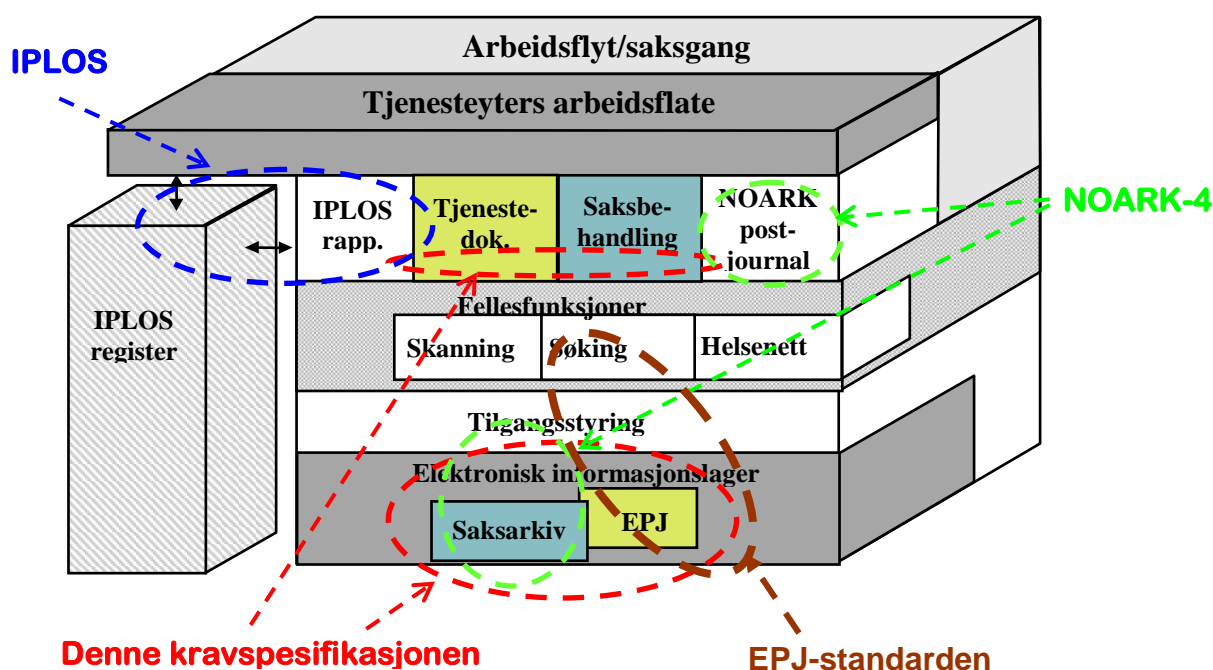 Arbeidsflyt/saksgang
IPLOS
Tjenesteyters arbeidsflate
IPLOS
rapp.
Tjeneste-
dok.
Saksbe-
handling
NOARK
post-
journal
NOARK-4
IPLOS
register
Fellesfunksjoner
Skanning
Søking
Helsenett
Tilgangsstyring
Elektronisk informasjonslager
Saksarkiv
EPJ
Denne kravspesifikasjonen
EPJ-standarden